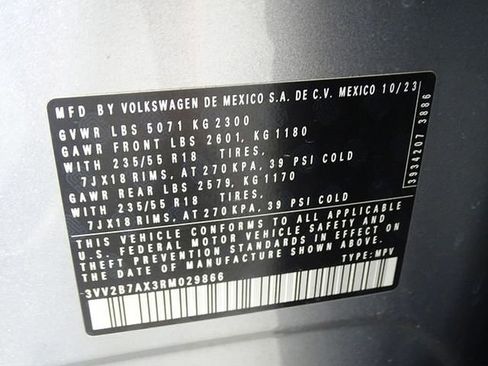 MFD BY VOLKSWAGEN DE MEXICO S.A. DE C.V. MEXICO 10/23
GVWR LBS 5071 KG 2300
GAWR FRONT LBS 2601, KG 1180
WITH 235/55 R18 TIRES,
7JX18 RIMS, AT 270 KPA, 39 PSI COLD
GAWR REAR LBS 2579, KG 1170
WITH 235/55 R18 TIRES,
7JX18 RIMS, AT 270 KPA, 39 PSI COLD
THIS VEHICLE CONFORMS TO ALL APPLICABLE
U.S. FEDERAL MOTOR VEHICLE SAFETY AND
THEFT PREVENTION STANDARDS IN EFFECT ON
THE DATE OF MANUFACTURE SHOWN ABOVE.
3VV2B7AX3RM029866 TYPE: MPV
3934207 3886